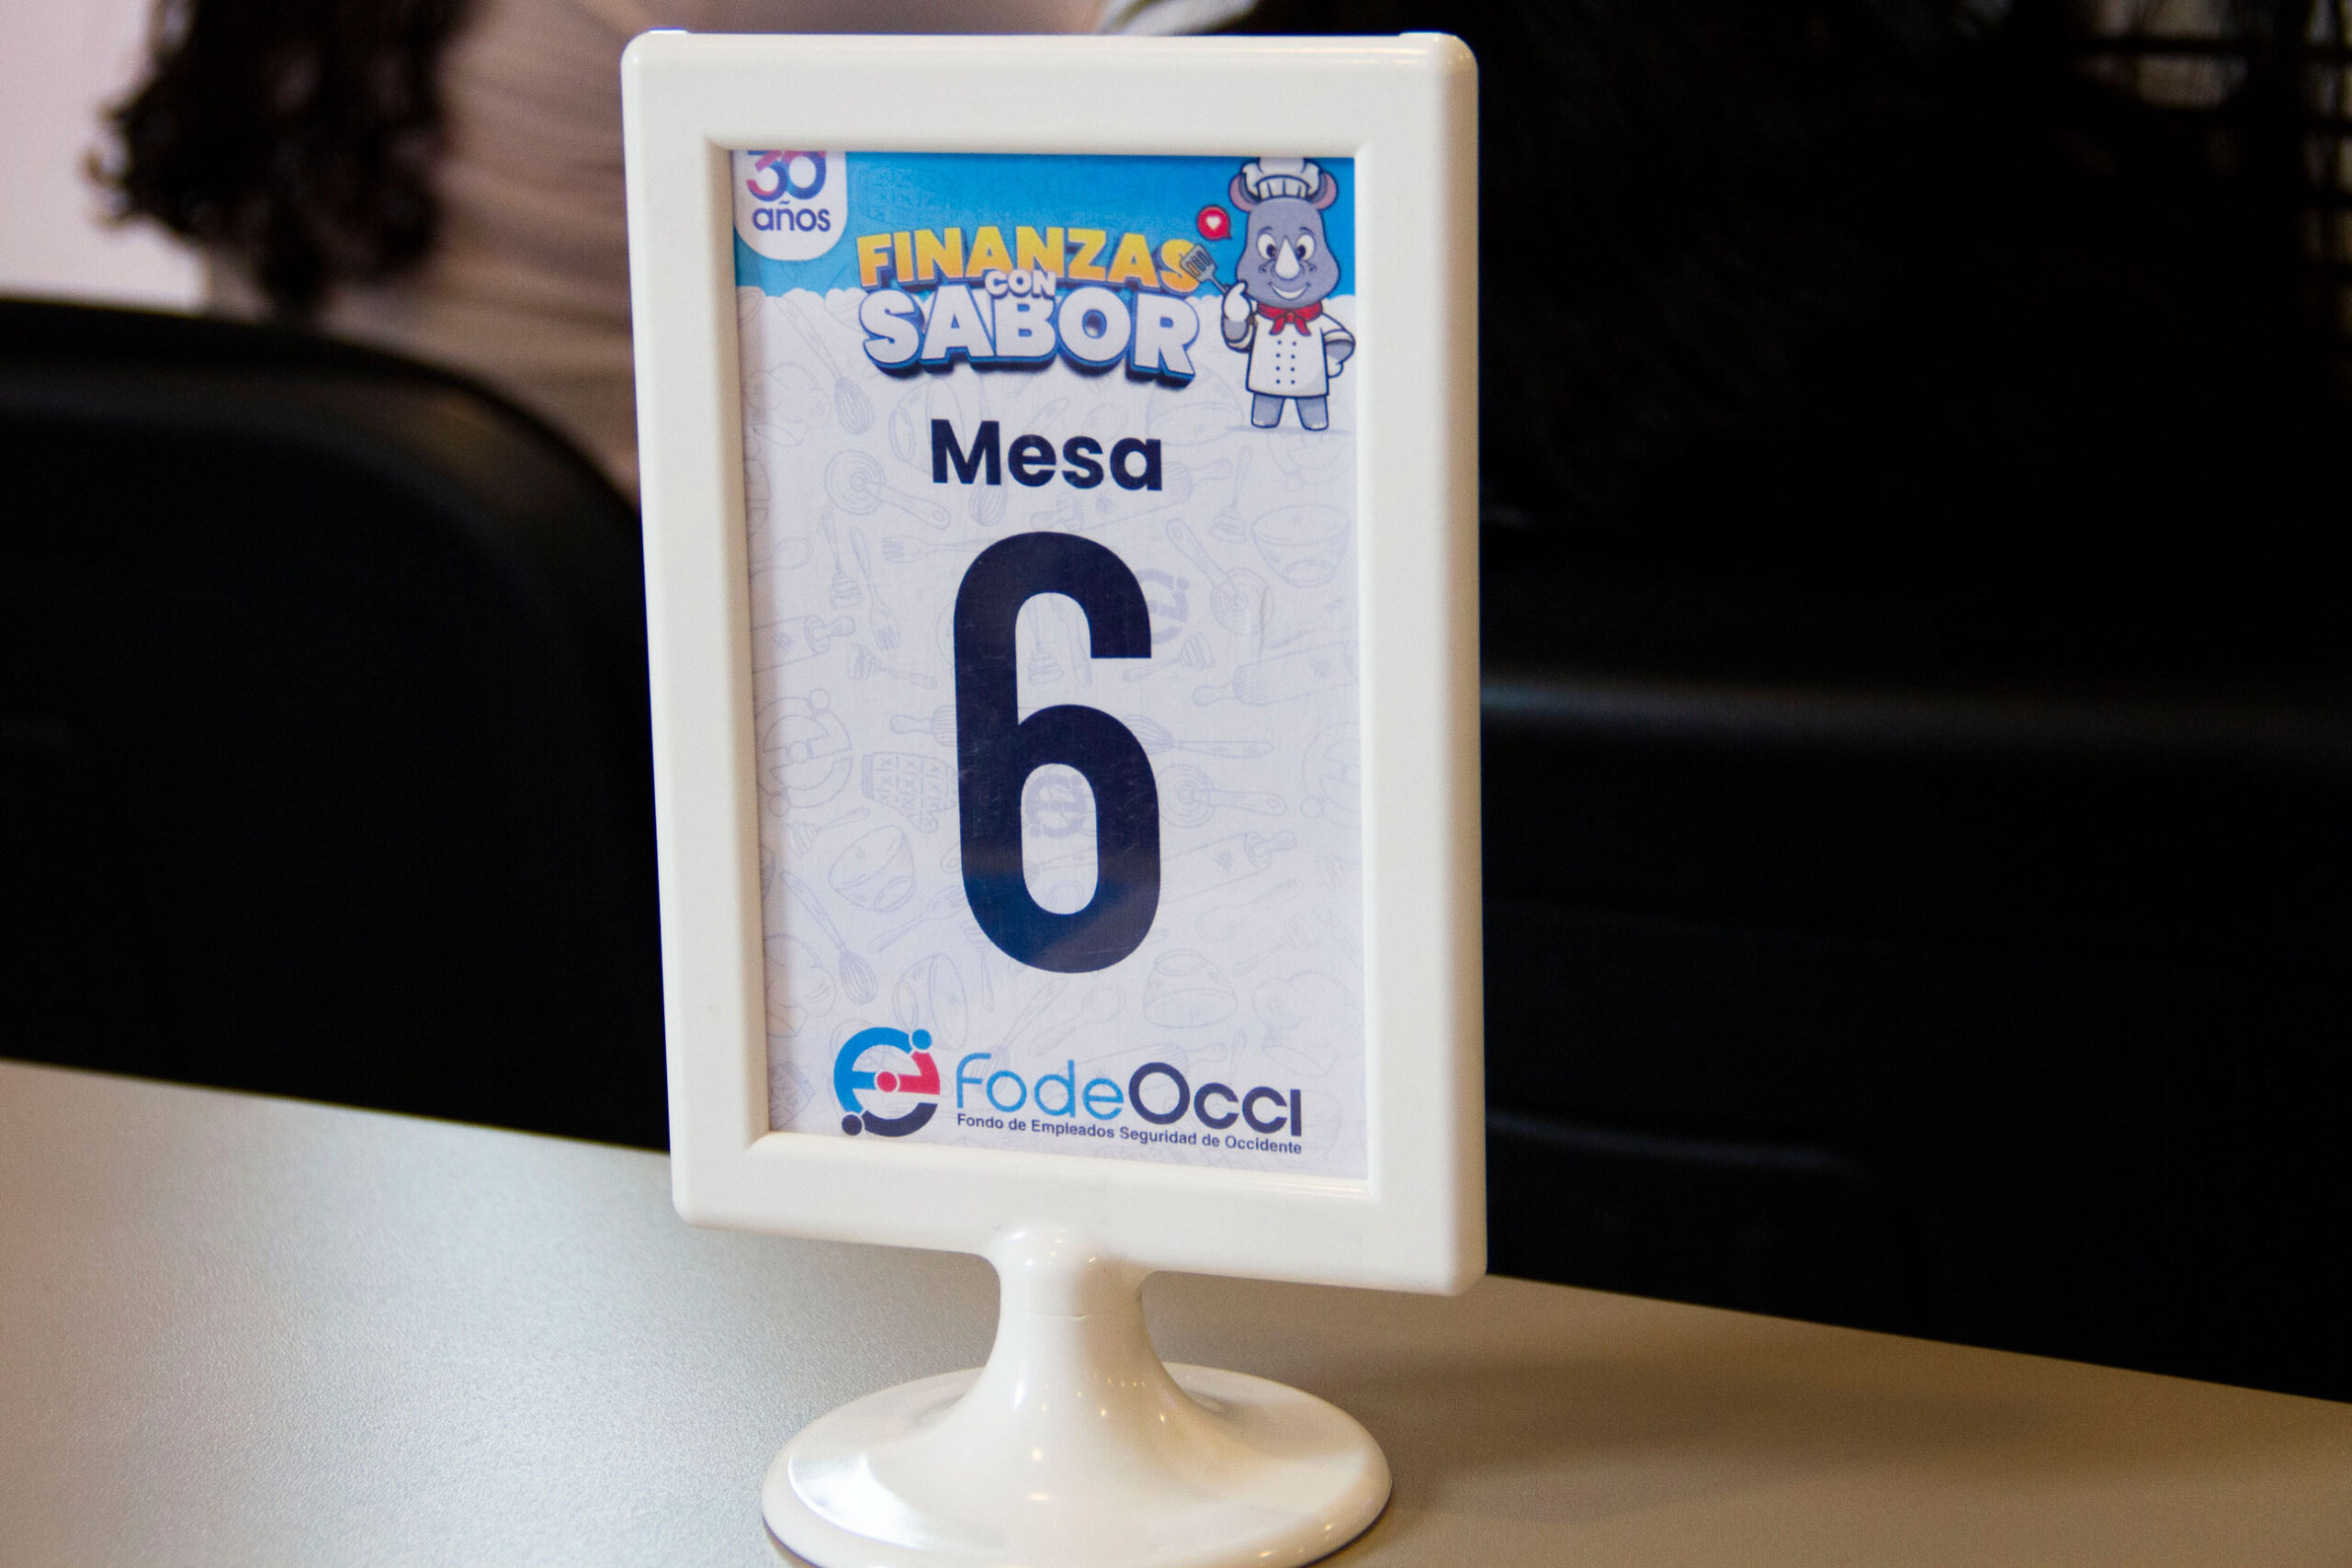 30
años
FINANZAS
CON
SABOR
Mesa
6
fodeOcci
Fondo de Empleados Seguridad de Occidente